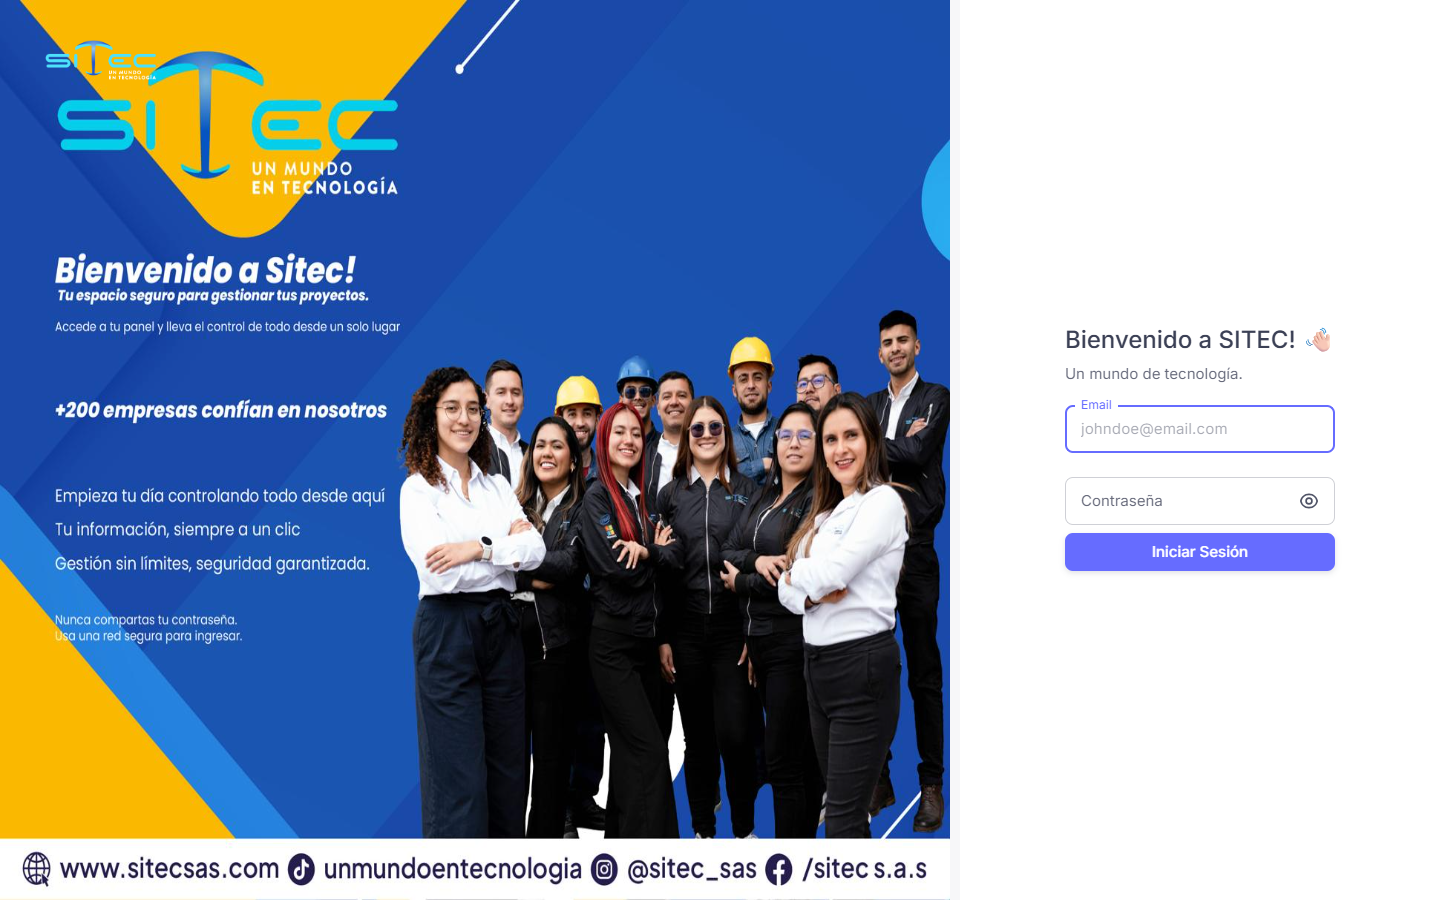 SITEC
UN MUNDO
EN TECNOLOGÍA
SITEC
UN MUNDO
EN TECNOLOGÍA
Bienvenido a Sitec!
Tu espacio seguro para gestionar tus proyectos.
Accede a tu panel y lleva el control de todo desde un solo lugar
+200 empresas confían en nosotros
Empieza tu día controlando todo desde aquí
Tu información, siempre a un clic
Gestión sin límites, seguridad garantizada.
Nunca compartas tu contraseña.
Usa una red segura para ingresar.
www.sitecsas.com unmundoentecnologia @sitec_sas /sitec s.a.s
Bienvenido a SITEC! 👋🏻
Un mundo de tecnología.
Email
johndoe@email.com
Contraseña
Iniciar Sesión